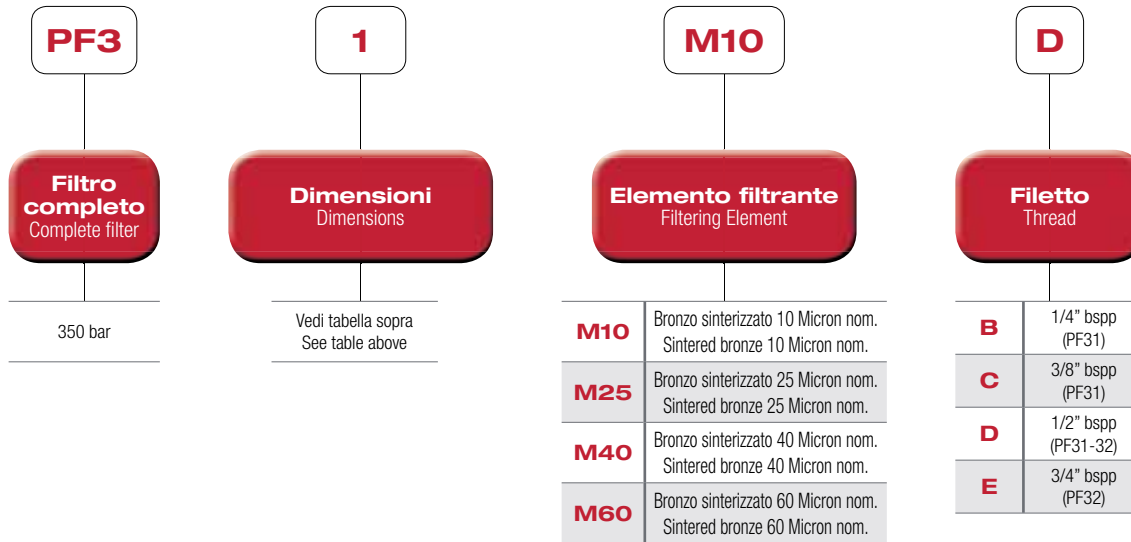 PF3
1
M10
D
Filtro
completo
Complete filter
Dimensioni
Dimensions
Elemento filtrante
Filtering Element
Filetto
Thread
350 bar
Vedi tabella sopra
See table above
M10
Bronzo sinterizzato 10 Micron nom.
Sintered bronze 10 Micron nom.
M25
Bronzo sinterizzato 25 Micron nom.
Sintered bronze 25 Micron nom.
M40
Bronzo sinterizzato 40 Micron nom.
Sintered bronze 40 Micron nom.
M60
Bronzo sinterizzato 60 Micron nom.
Sintered bronze 60 Micron nom.
B
1/4” bspp
(PF31)
C
3/8” bspp
(PF31)
D
1/2” bspp
(PF31-32)
E
3/4” bspp
(PF32)